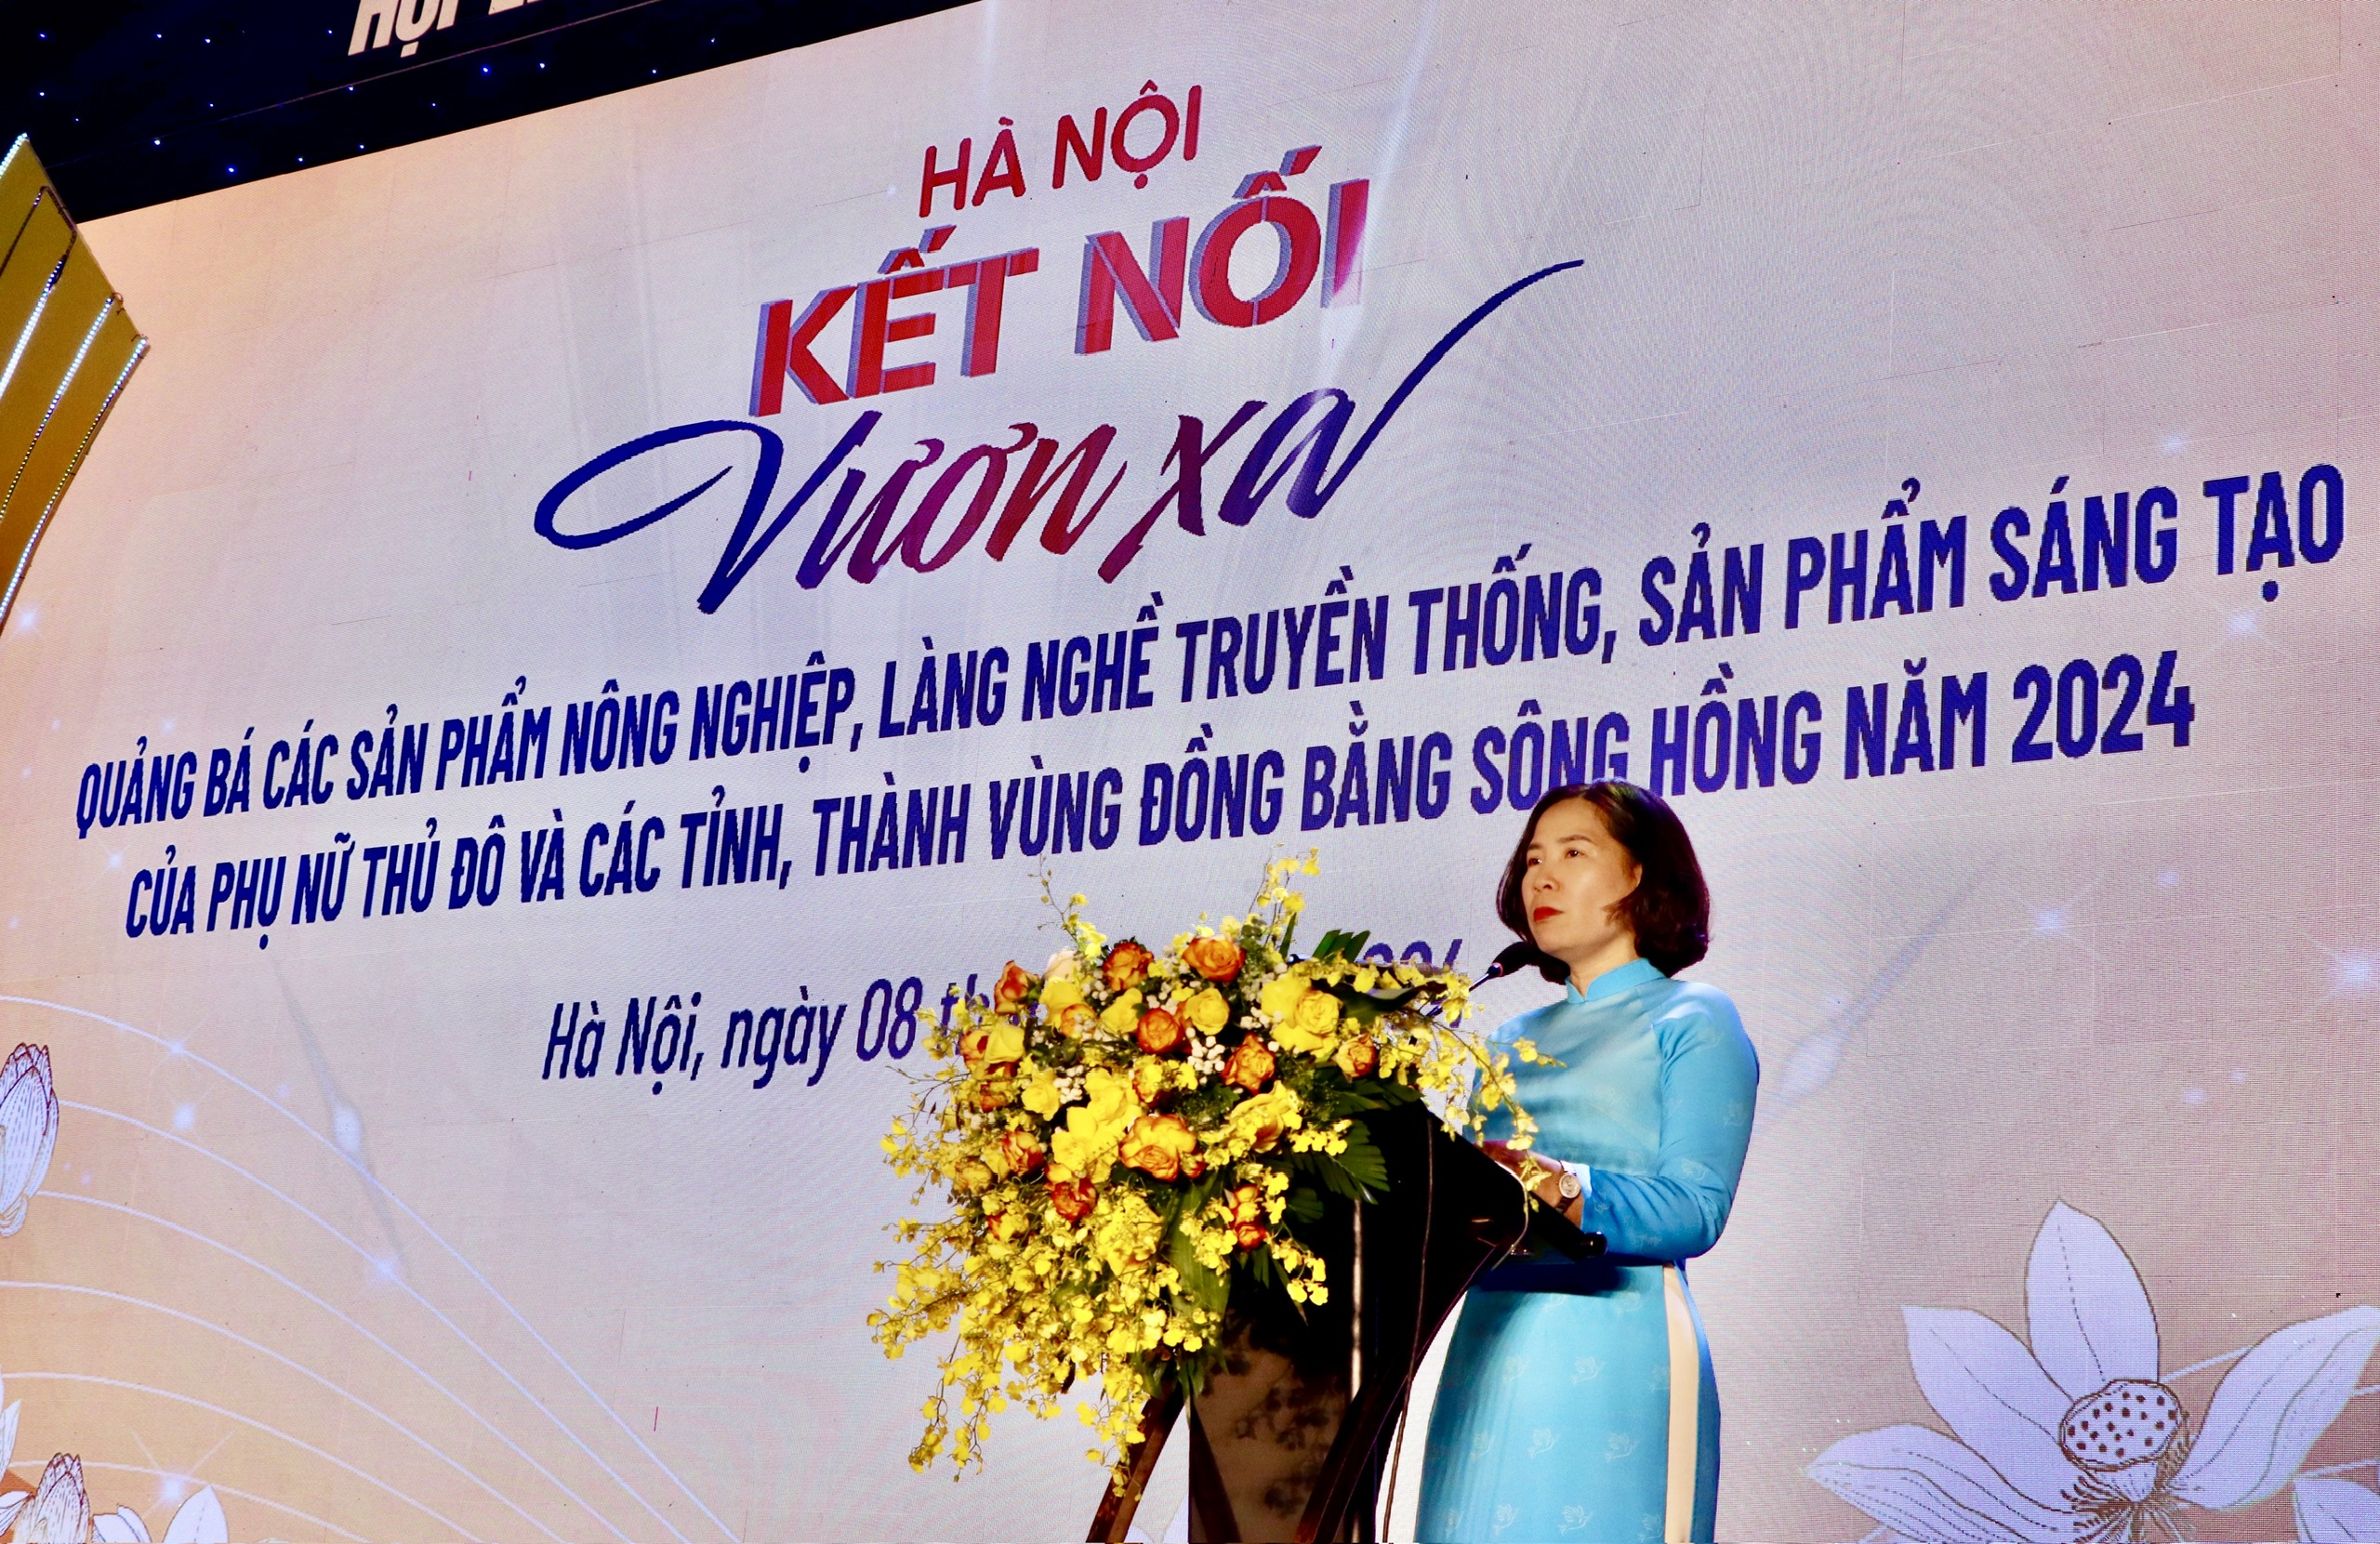 HÀ NỘI
KẾT NỐI
Vươn xa
QUẢNG BÁ CÁC SẢN PHẨM NÔNG NGHIỆP, LÀNG NGHỀ TRUYỀN THỐNG, SẢN PHẨM SÁNG TẠO
CỦA PHỤ NỮ THỦ ĐÔ VÀ CÁC TỈNH, THÀNH VÙNG ĐỒNG BẰNG SÔNG HỒNG NĂM 2024
Hà Nội, ngày 08